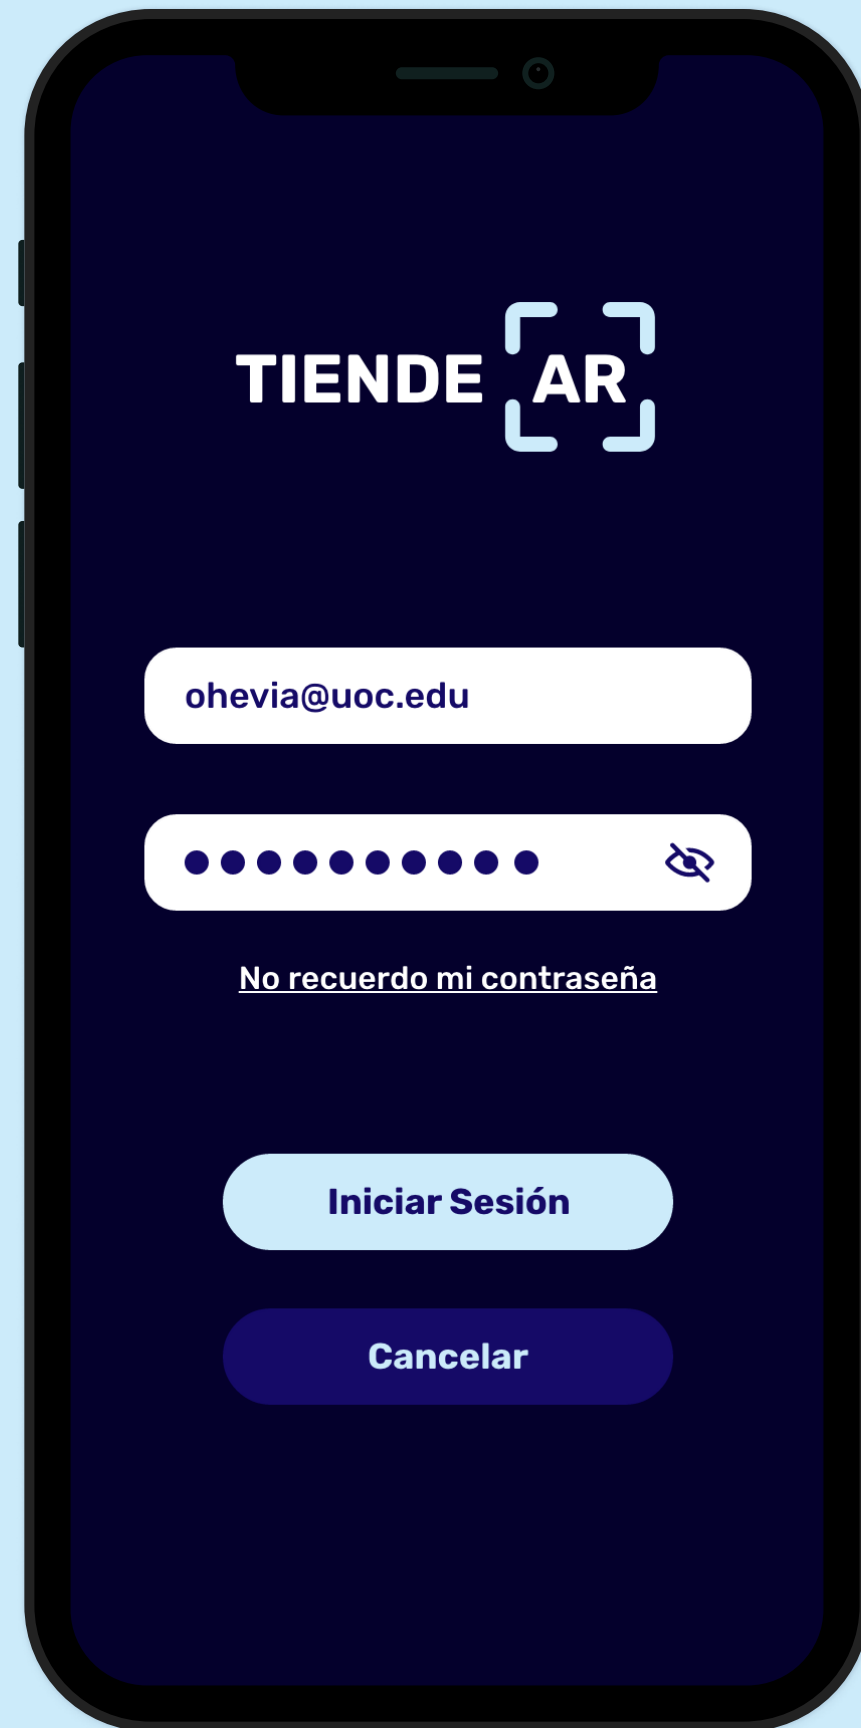 TIENDE AR
ohevia@uoc.edu
●●●●●●●●●●
No recuerdo mi contraseña
Iniciar Sesión
Cancelar